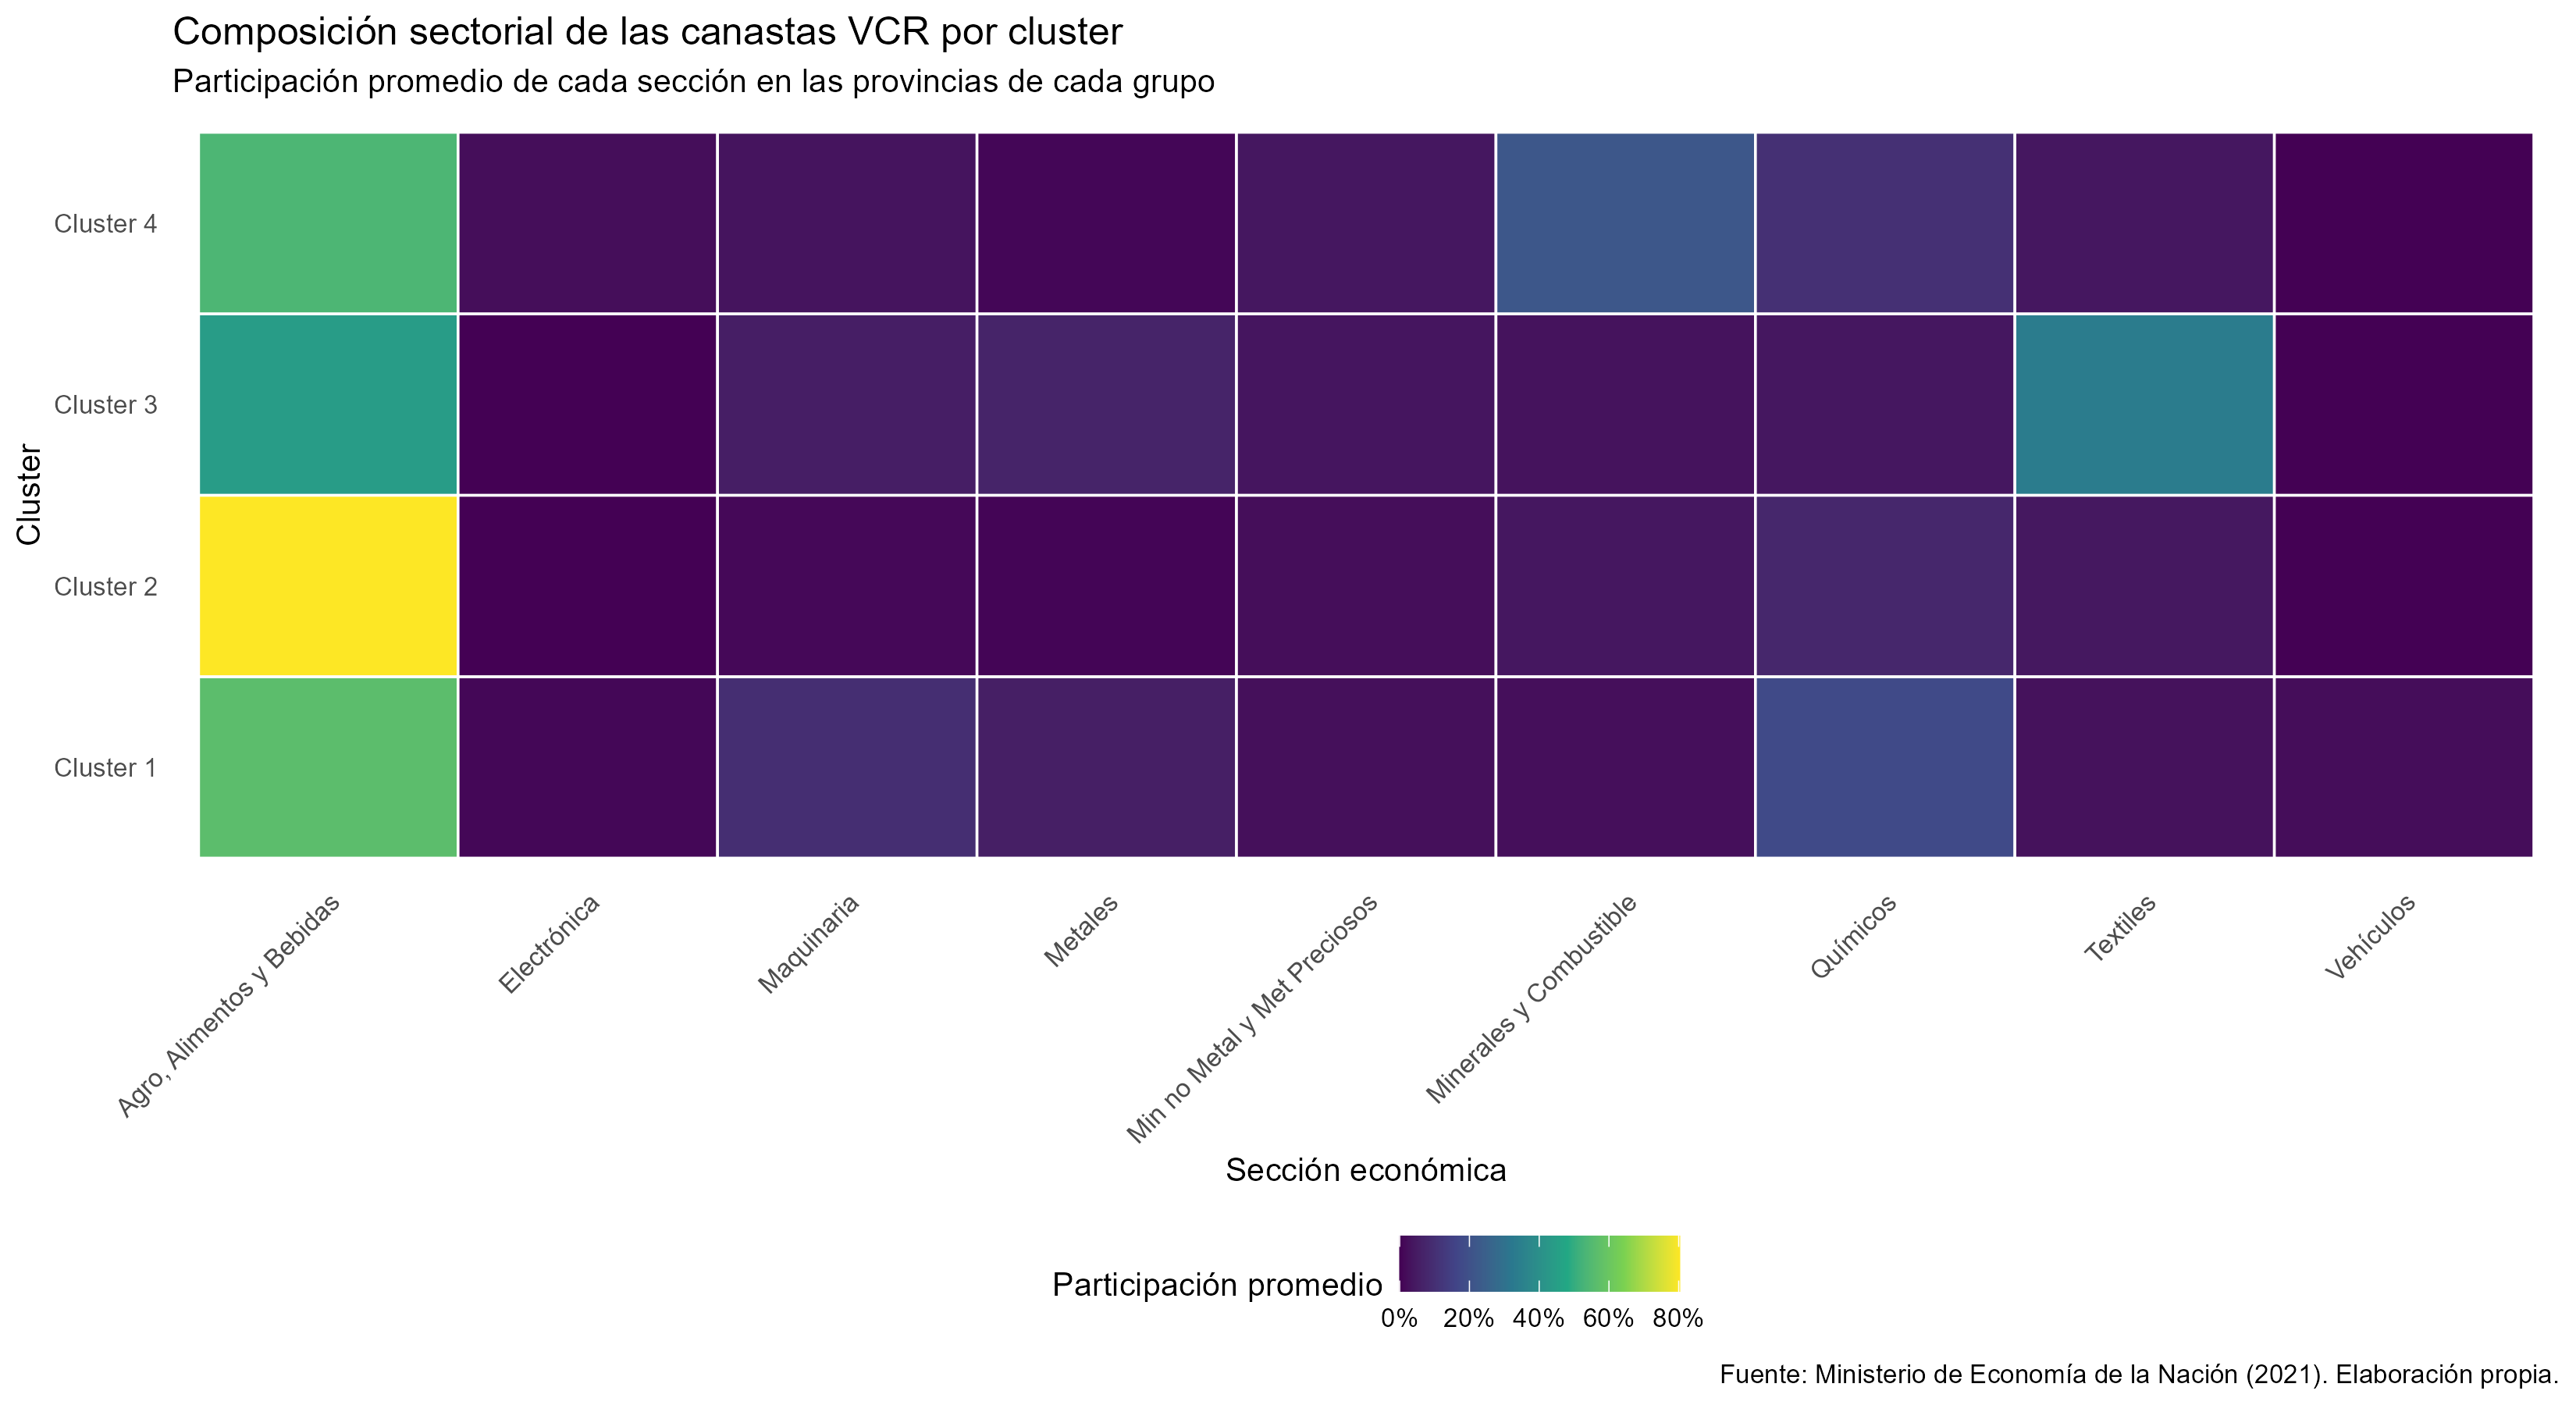 Composición sectorial de las canastas VCR por cluster
Participación promedio de cada sección en las provincias de cada grupo
Cluster
Cluster 4
Cluster 3
Cluster 2
Cluster 1
Agro, Alimentos y Bebidas
Electrónica
Maquinaria
Metales
Min no Metal y Met Preciosos
Minerales y Combustible
Químicos
Textiles
Vehículos
Sección económica
Participación promedio
0% 20% 40% 60% 80%
Fuente: Ministerio de Economía de la Nación (2021). Elaboración propia.